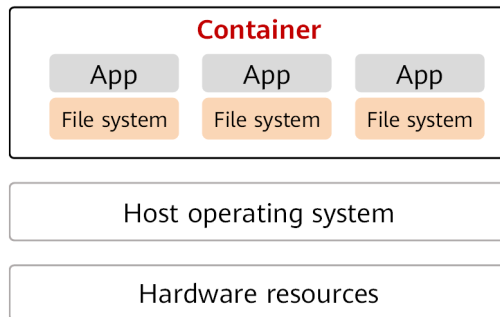 Container
App App App
File system File system File system
Host operating system
Hardware resources